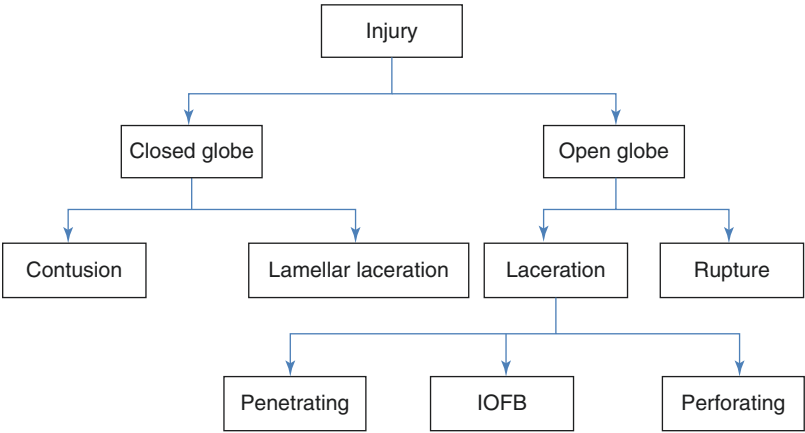 Injury
Closed globe
Open globe
Contusion
Lamellar laceration
Laceration
Rupture
Penetrating
IOFB
Perforating